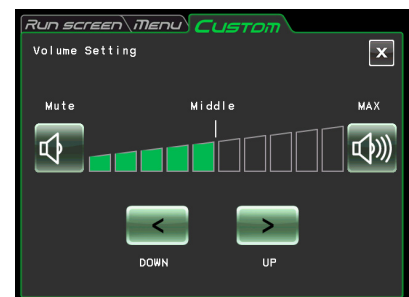 Run screen Menu Custom
Volume Setting X
Mute Middle MAX
< >
DOWN UP